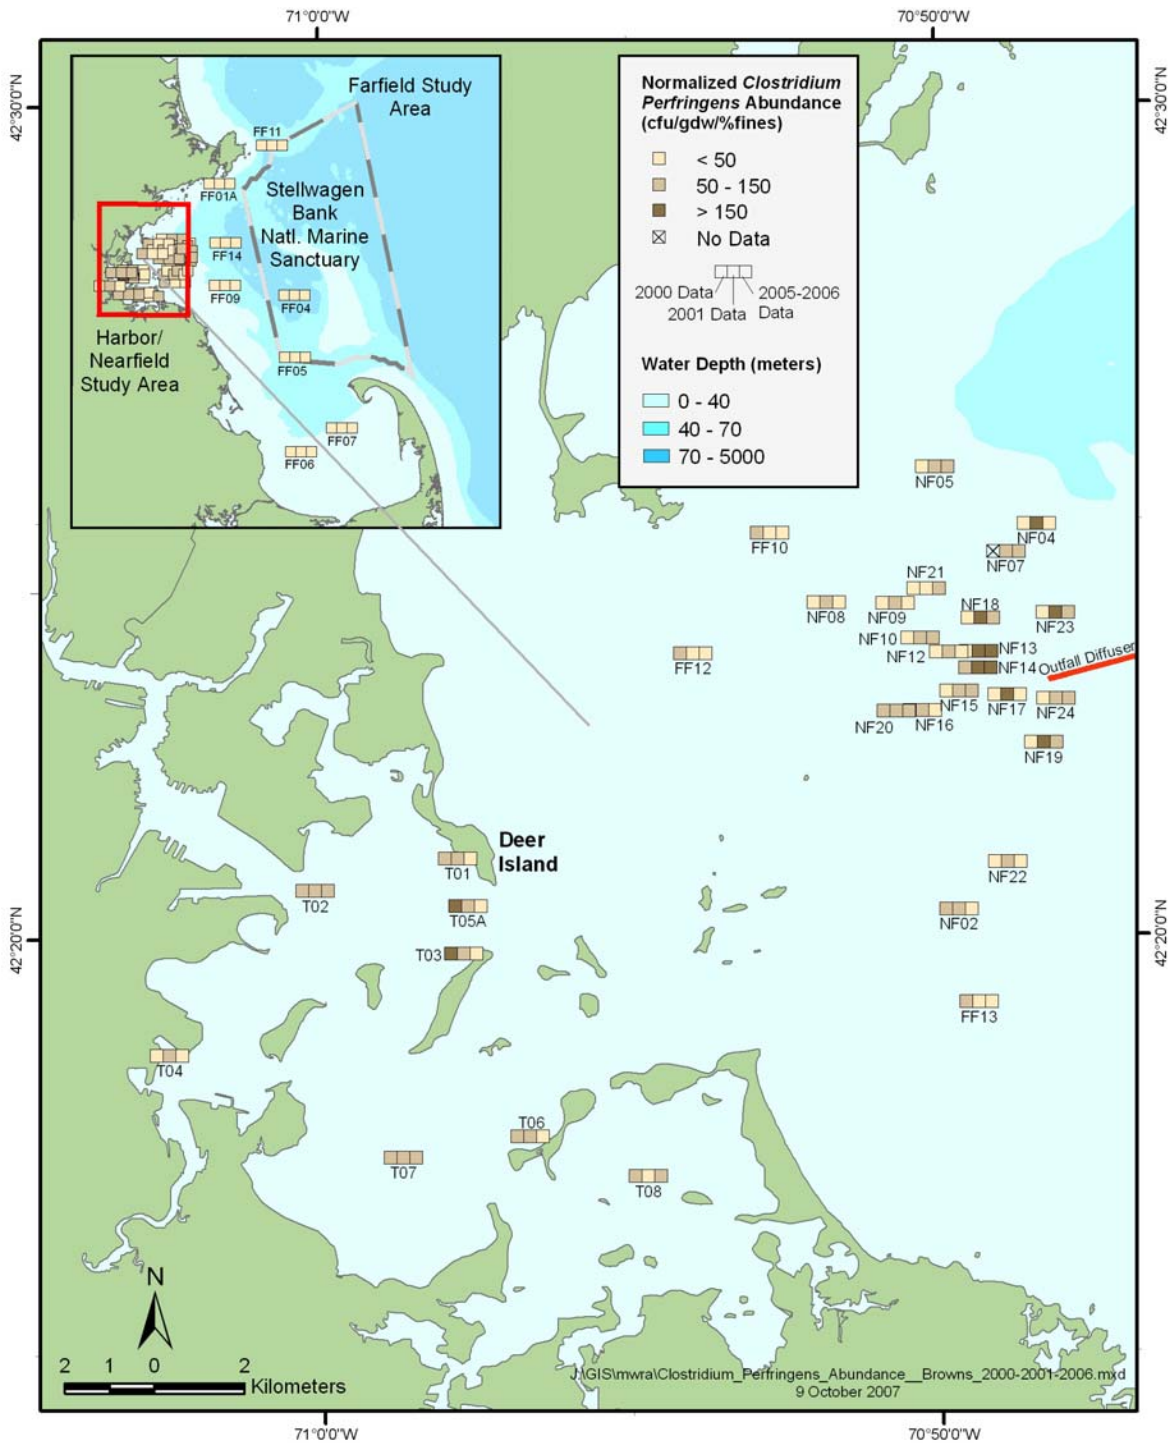 71°0'0"W
70°50'0"W
42°30'0"N
42°30'0"N
Farfield Study
Area
FF11
FF01A
Stellwagen
Bank
Natl. Marine
Sanctuary
FF14
FF09
FF04
Harbor/
Nearfield
Study Area
FF05
FF07
FF06
Normalized Clostridium
Perfringens Abundance
(cfu/gdw/%fines)
< 50
50 - 150
> 150
No Data
2000 Data
2005-2006
2001 Data
Data
Water Depth (meters)
0 - 40
40 - 70
70 - 5000
NF05
NF04
FF10
NF07
NF21
NF08
NF09
NF18
NF23
NF10
NF12
NF13
FF12
NF14
Outfall Diffuser
NF15
NF17
NF24
NF20
NF16
NF19
Deer
Island
T01
NF22
T02
T05A
NF02
42°20'0"N
42°20'0"N
T03
FF13
T04
T06
T07
T08
N
2 1 0 2
Kilometers
J:\GIS\mwra\Clostridium_Perfringens_Abundance__Browns_2000-2001-2006.mxd
9 October 2007
71°0'0"W
70°50'0"W